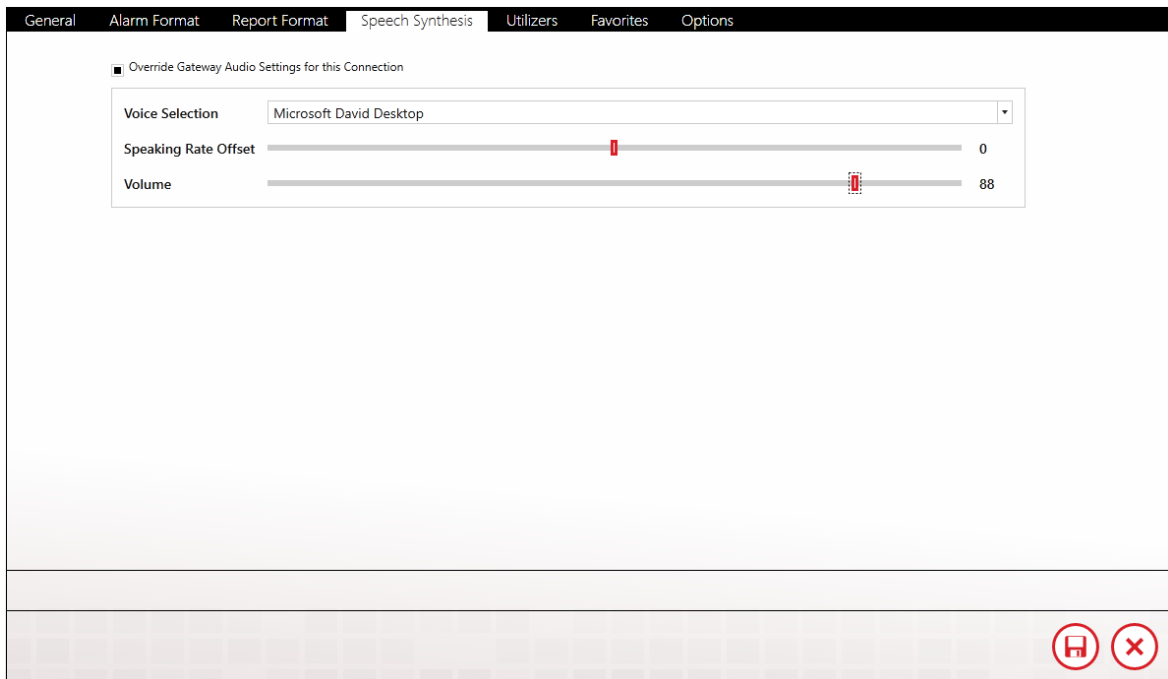 General Alarm Format Report Format Speech Synthesis Utilizers Favorites Options
Override Gateway Audio Settings for this Connection
Voice Selection Microsoft David Desktop
Speaking Rate Offset 0
Volume 88